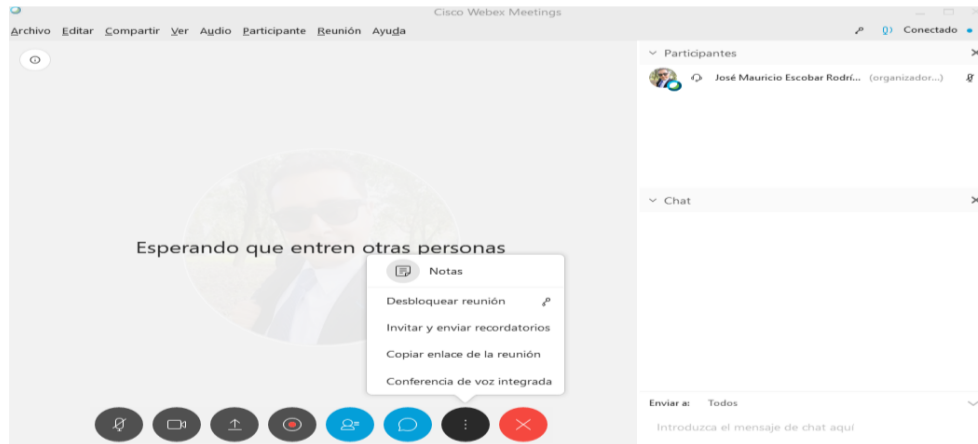 Cisco Webex Meetings
Archivo Editar Compartir Ver Audio Participante Reunión Ayuda
Conectado
Participantes
José Mauricio Escobar Rodrí... (organizador...)
Chat
Esperando que entren otras personas
Notas
Desbloquear reunión
Invitar y enviar recordatorios
Copiar enlace de la reunión
Conferencia de voz integrada
Enviar a: Todos
Introduzca el mensaje de chat aquí